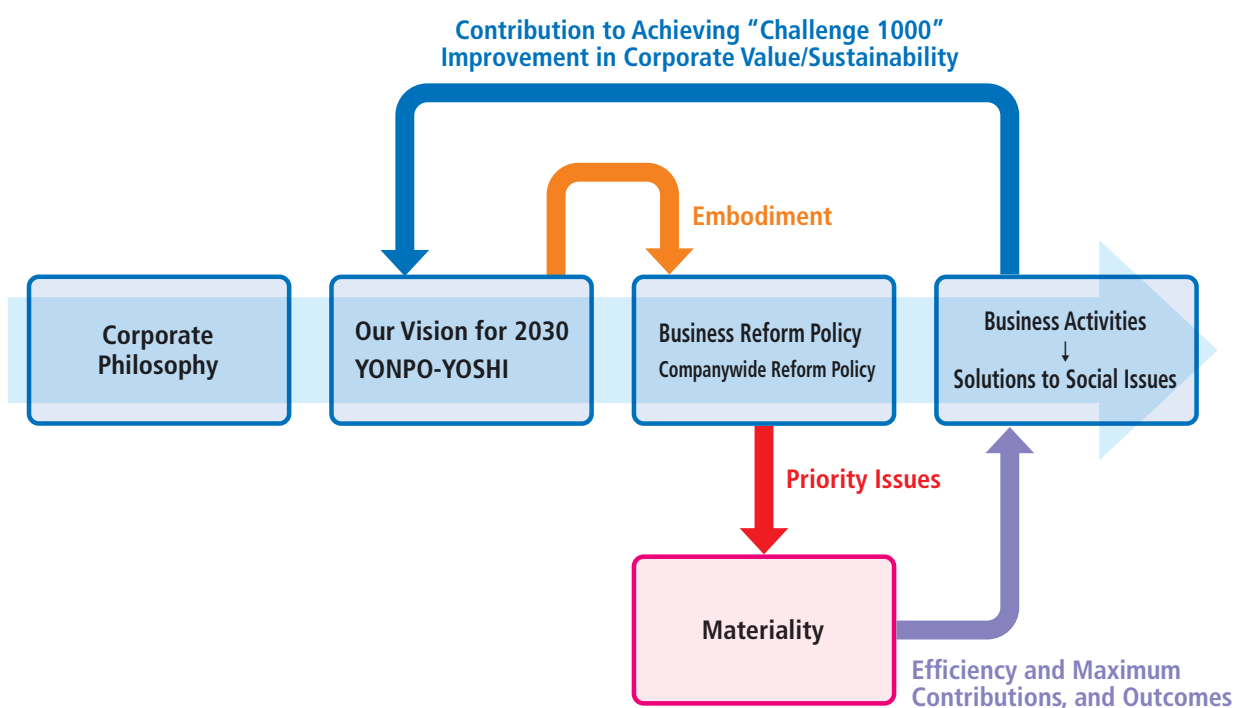 Contribution to Achieving “Challenge 1000”
Improvement in Corporate Value/Sustainability
Embodiment
Corporate
Philosophy
Our Vision for 2030
YONPO-YOSHI
Business Reform Policy
Companywide Reform Policy
Business Activities
↓
Solutions to Social Issues
Priority Issues
Materiality
Efficiency and Maximum
Contributions, and Outcomes